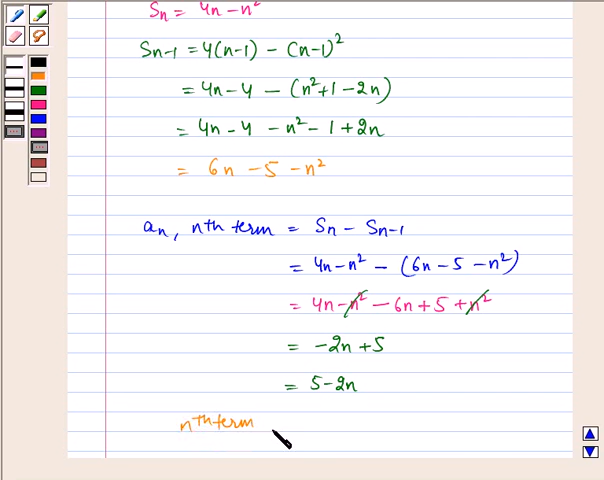 Sn = 4n - n²
Sn-1 = 4(n-1) - (n-1)²
= 4n - 4 - (n²+1-2n)
= 4n - 4 - n² - 1 + 2n
= 6n - 5 - n²
an, nth term = Sn - Sn-1
= 4n - n² - (6n - 5 - n²)
= 4n - n² - 6n + 5 + n²
= -2n + 5
= 5 - 2n
nth term